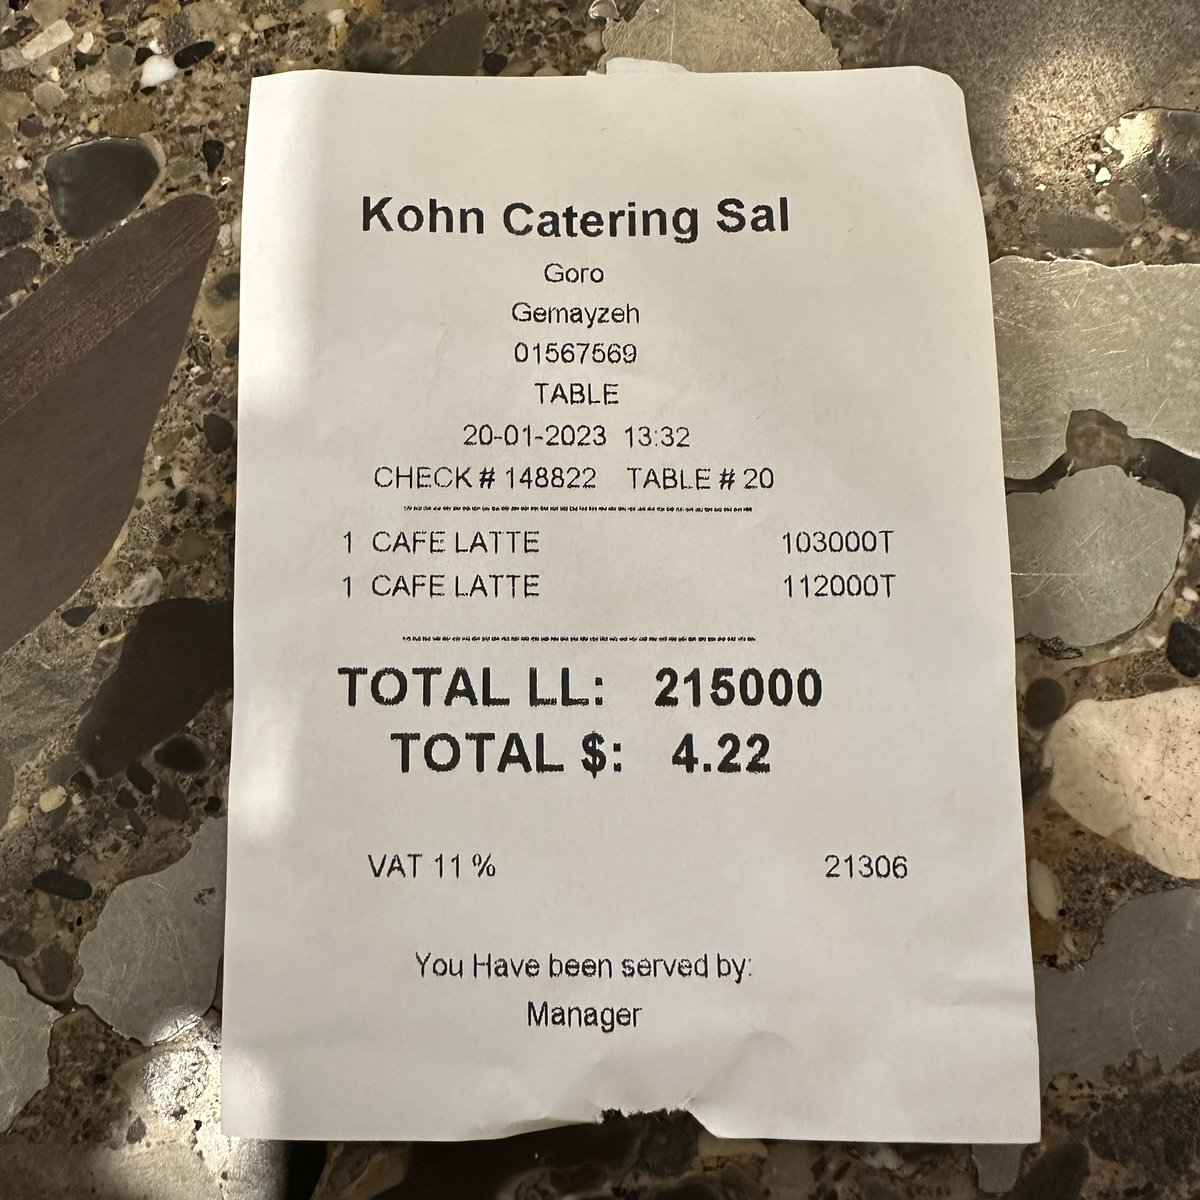 Kohn Catering Sal
Goro
Gemayzeh
01567569
TABLE
20-01-2023 13:32
CHECK # 148822 TABLE # 20
1 CAFE LATTE 103000T
1 CAFE LATTE 112000T
TOTAL LL: 215000
TOTAL $: 4.22
VAT 11 % 21306
You Have been served by:
Manager